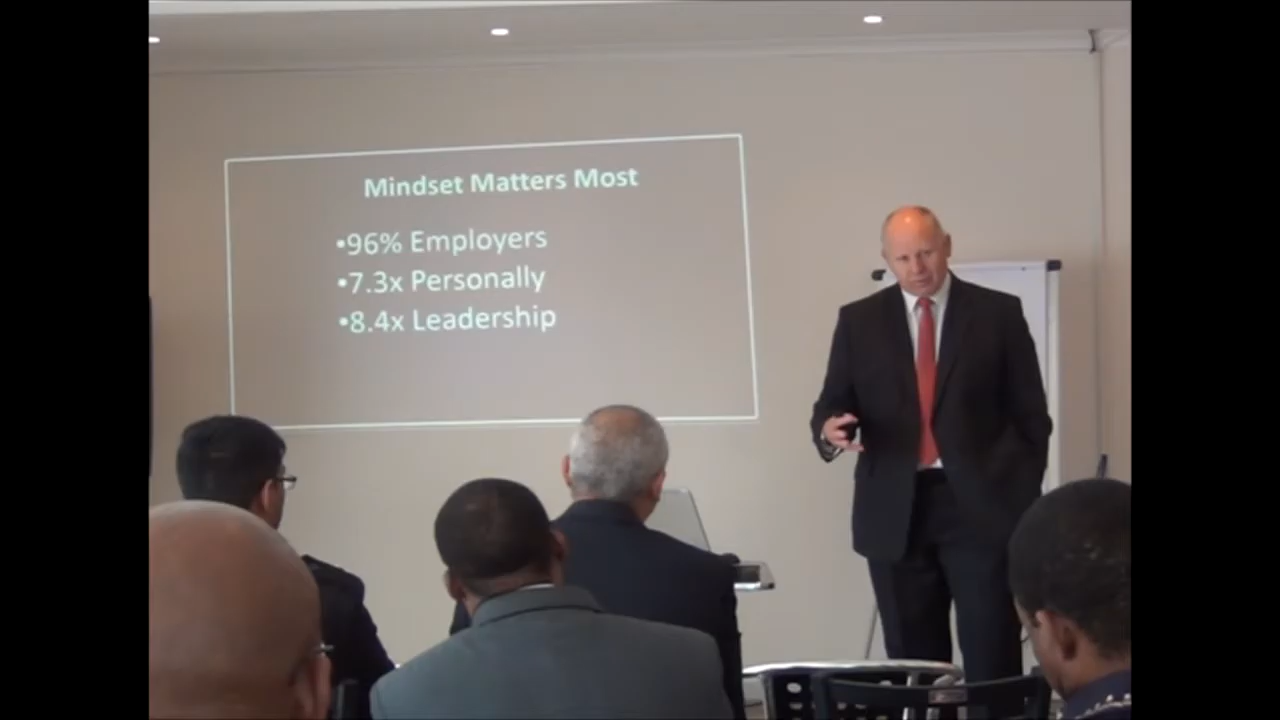 Mindset Matters Most
•96% Employers
•7.3x Personally
•8.4x Leadership